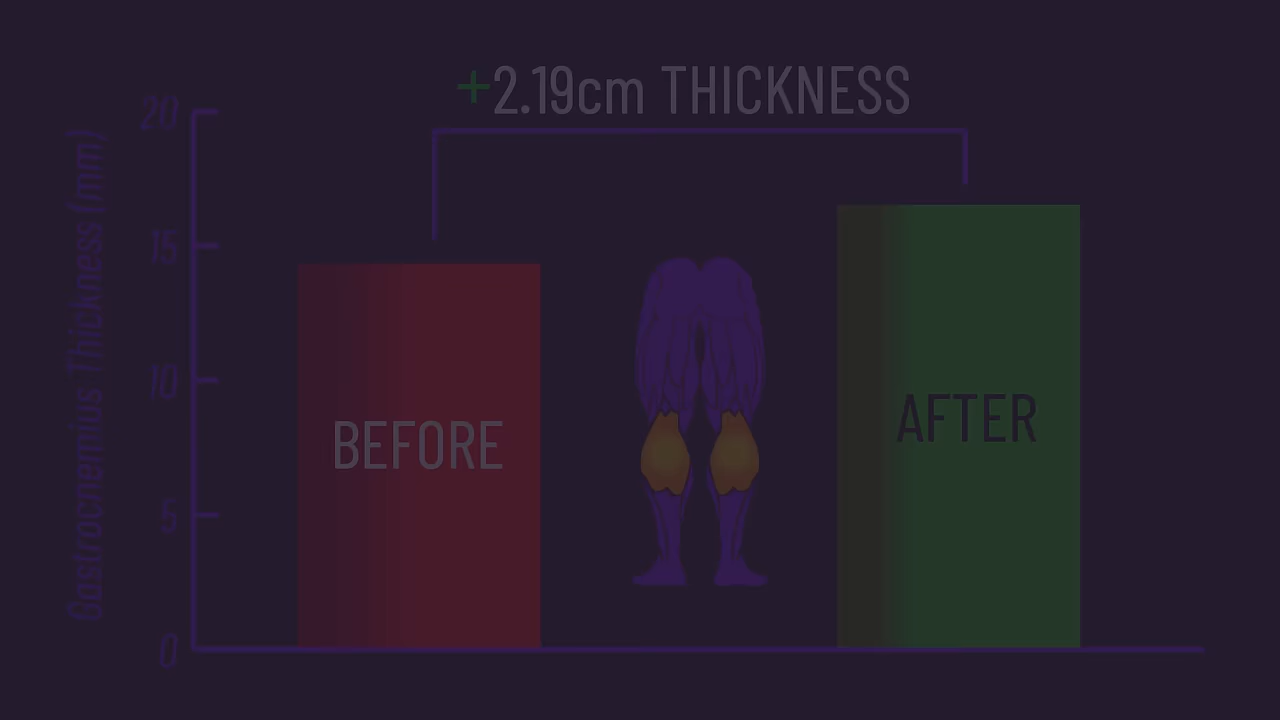 +2.19cm THICKNESS
Gastrocnemius Thickness (mm)
20
15
10
5
0
BEFORE
AFTER